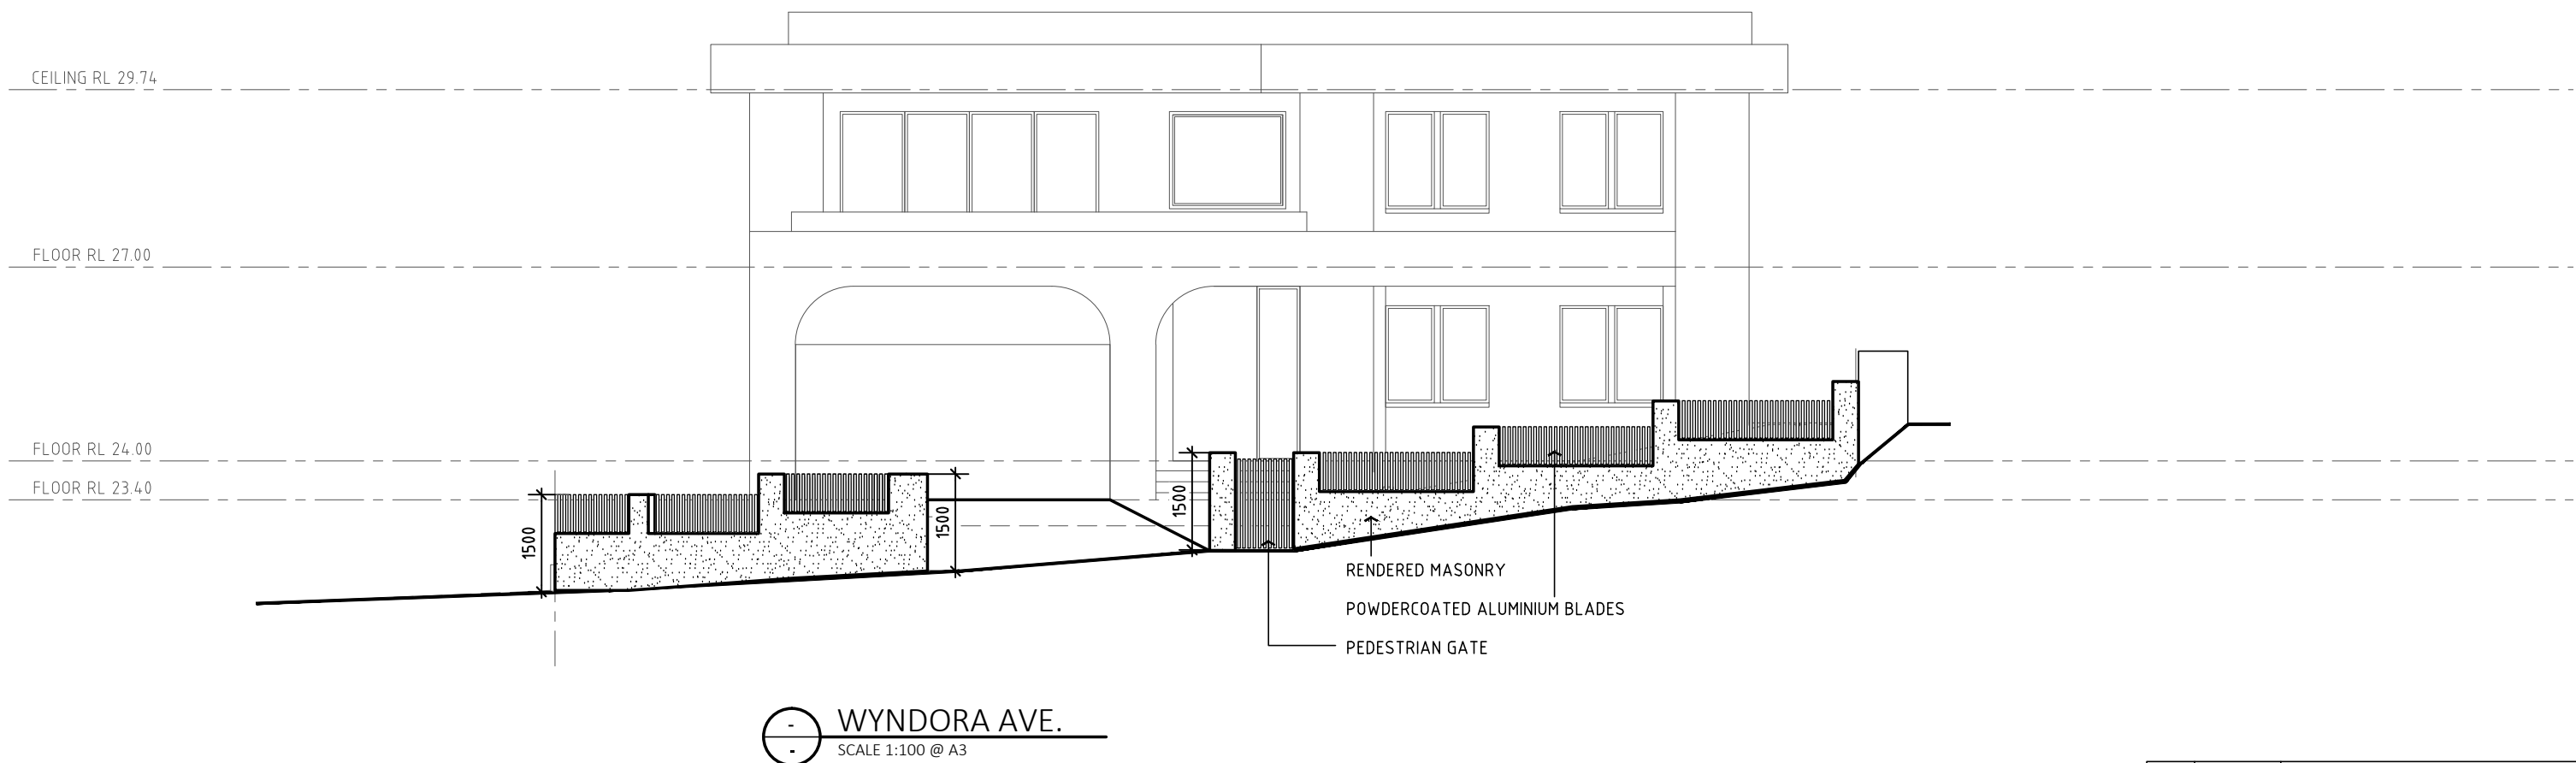 CEILING RL 29.74
FLOOR RL 27.00
FLOOR RL 24.00
FLOOR RL 23.40
1500
1500
1500
RENDERED MASONRY
POWDERCOATED ALUMINIUM BLADES
PEDESTRIAN GATE
-
-
WYNDORA AVE.
SCALE 1:100 @ A3